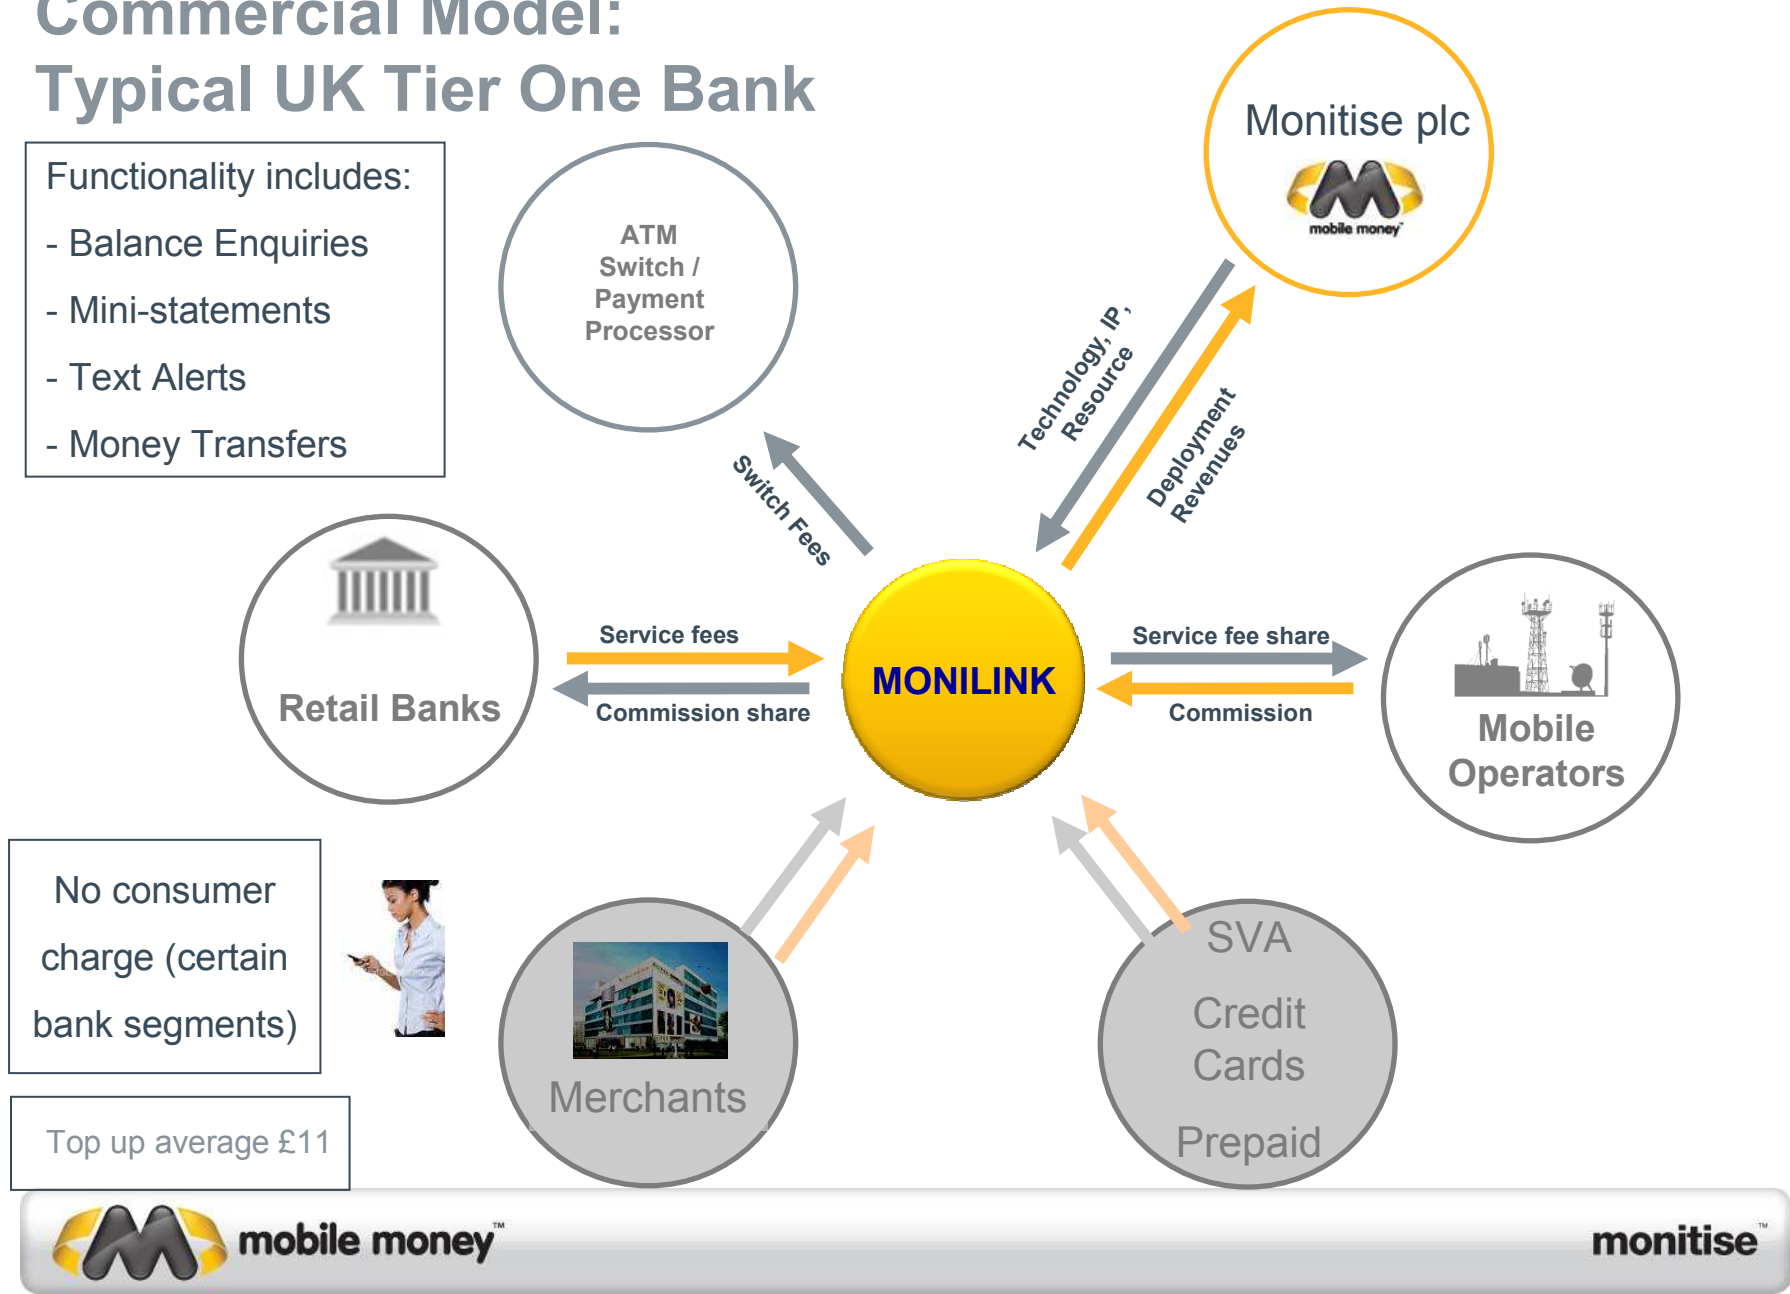 Commercial Model:
Typical UK Tier One Bank
Functionality includes:
- Balance Enquiries
- Mini-statements
- Text Alerts
- Money Transfers
ATM
Switch /
Payment
Processor
Monitise plc
mobile money
Technology, IP,
Resource
Deployment
Revenues
Switch Fees
Retail Banks
Service fees
Commission share
MONILINK
Service fee share
Commission
Mobile
Operators
No consumer
charge (certain
bank segments)
Top up average £11
Merchants
SVA
Credit
Cards
Prepaid
mobile money™
monitise™